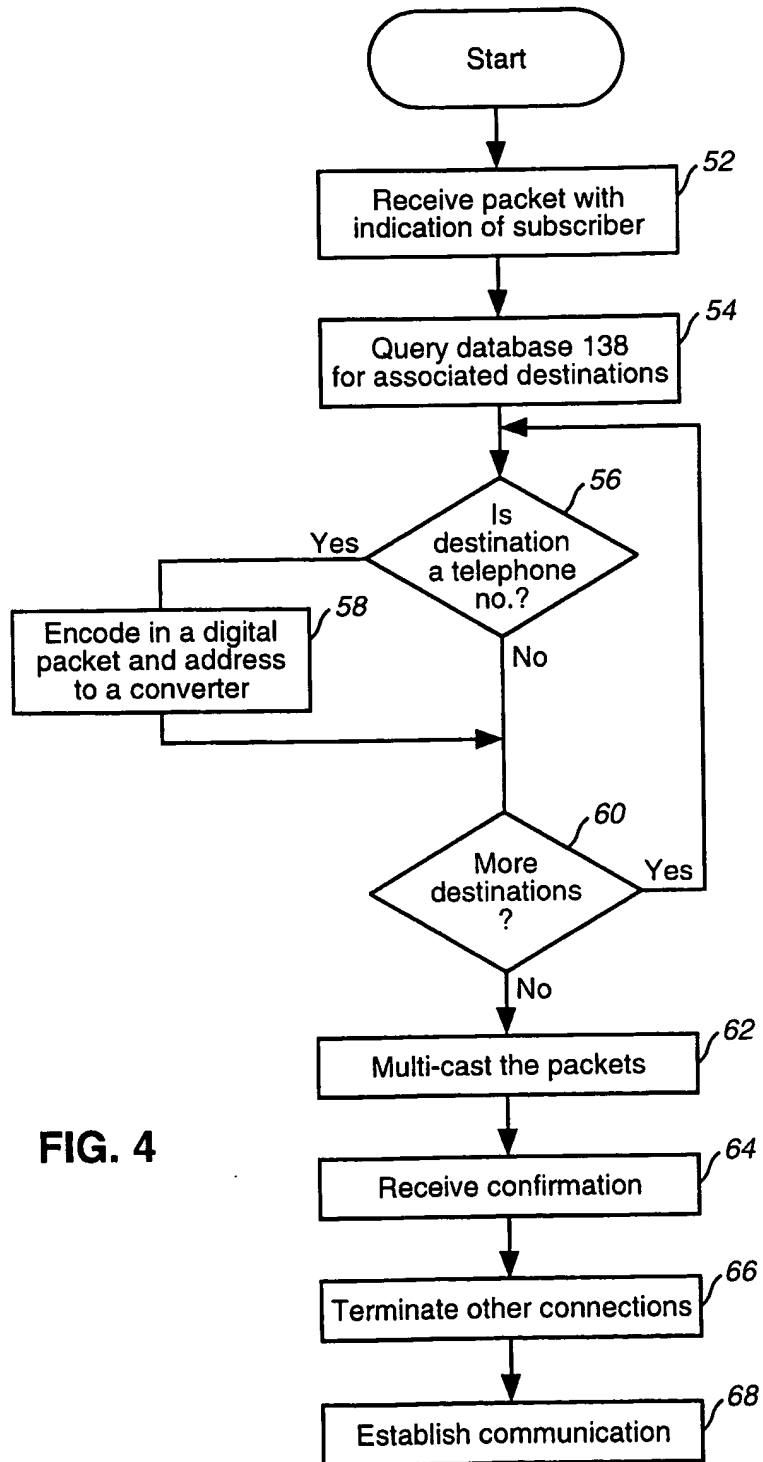 Start
52
Receive packet with
indication of subscriber
54
Query database 138
for associated destinations
56
Is
destination
a telephone
no.?
Yes
58
Encode in a digital
packet and address
to a converter
No
60
More
destinations
?
Yes
No
62
Multi-cast the packets
FIG. 4
64
Receive confirmation
66
Terminate other connections
68
Establish communication